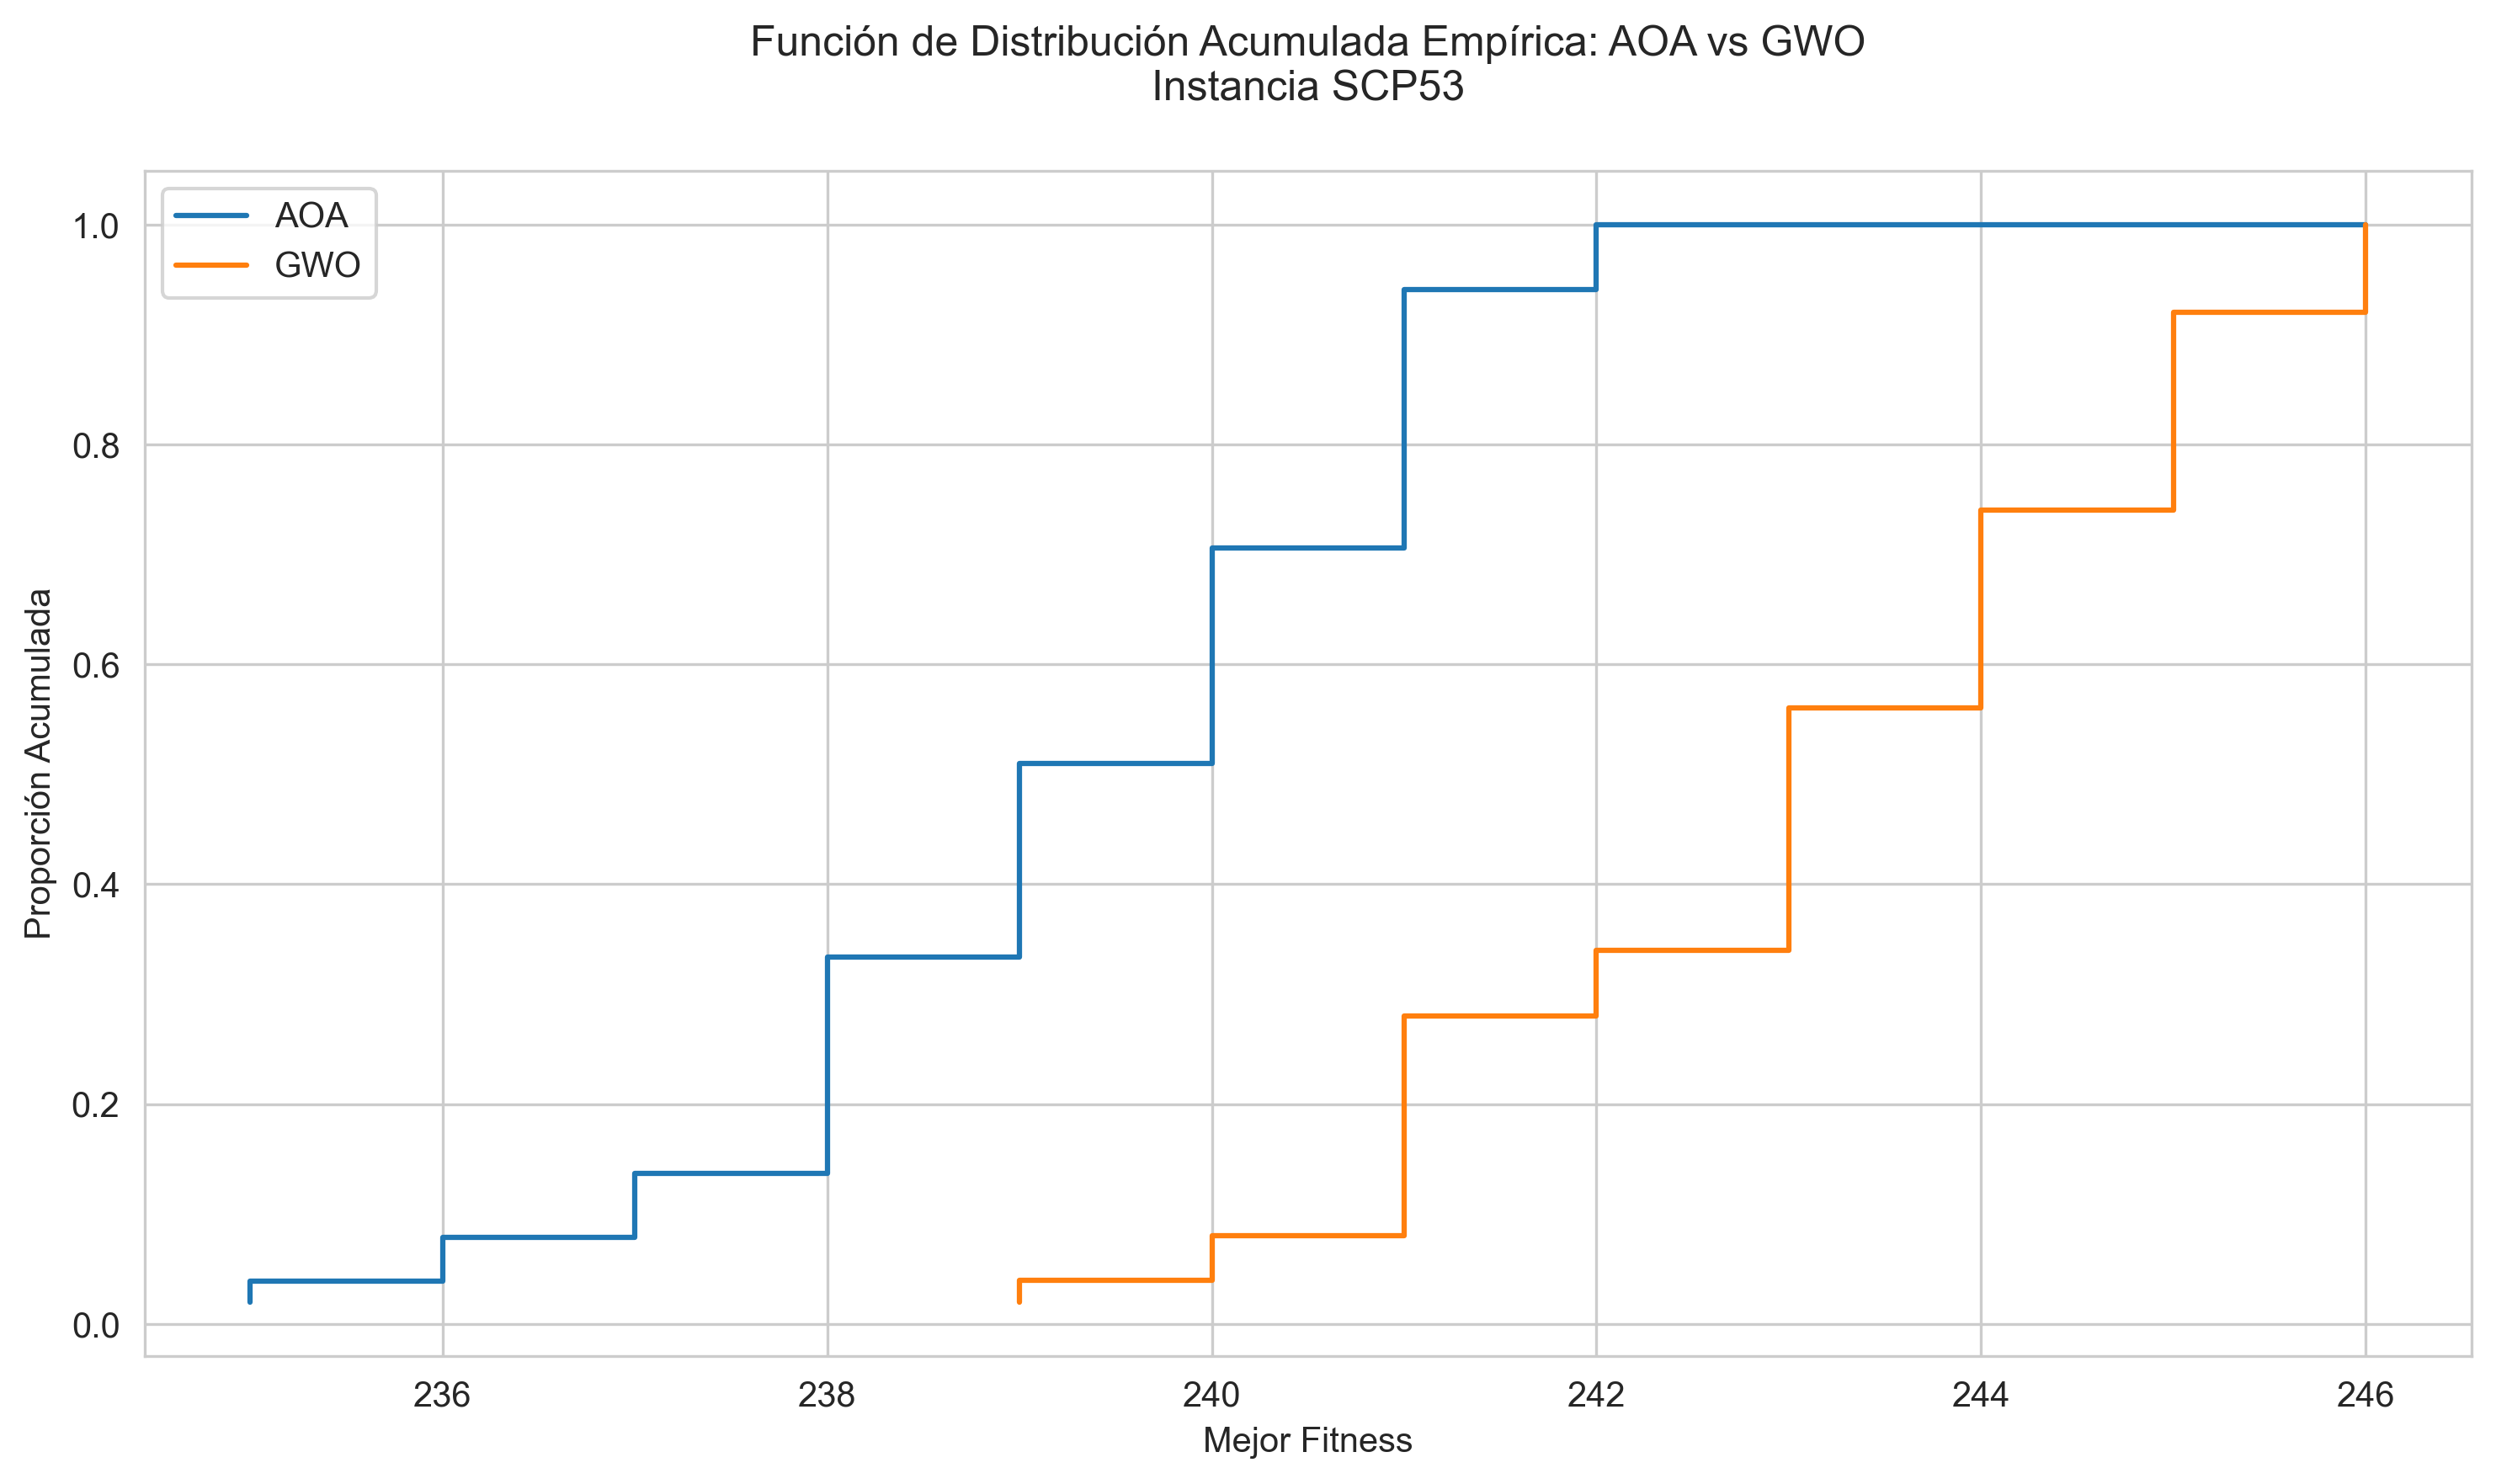 Función de Distribución Acumulada Empírica: AOA vs GWO
Instancia SCP53
AOA
GWO
1.0
0.8
0.6
0.4
0.2
0.0
Proporción Acumulada
236
238
240
242
244
246
Mejor Fitness